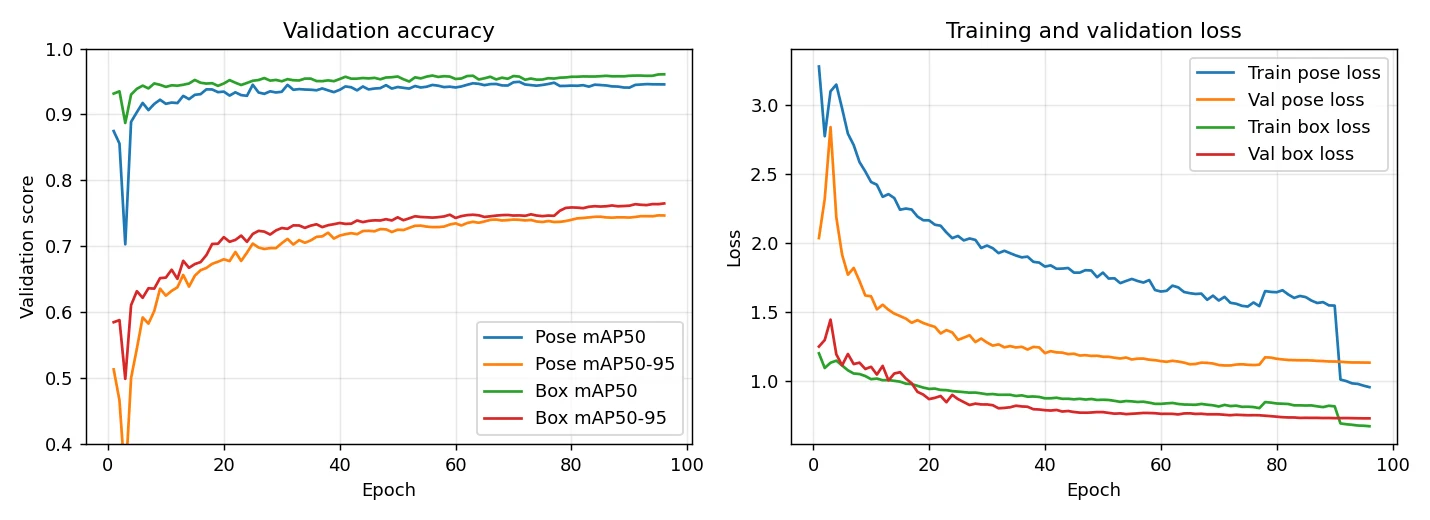 Validation accuracy
1.0
0.9
0.8
0.7
0.6
0.5
0.4
Validation score
0
20
40
60
80
100
Epoch
Pose mAP50
Pose mAP50-95
Box mAP50
Box mAP50-95
Training and validation loss
3.0
2.5
2.0
1.5
1.0
Loss
0
20
40
60
80
100
Epoch
Train pose loss
Val pose loss
Train box loss
Val box loss